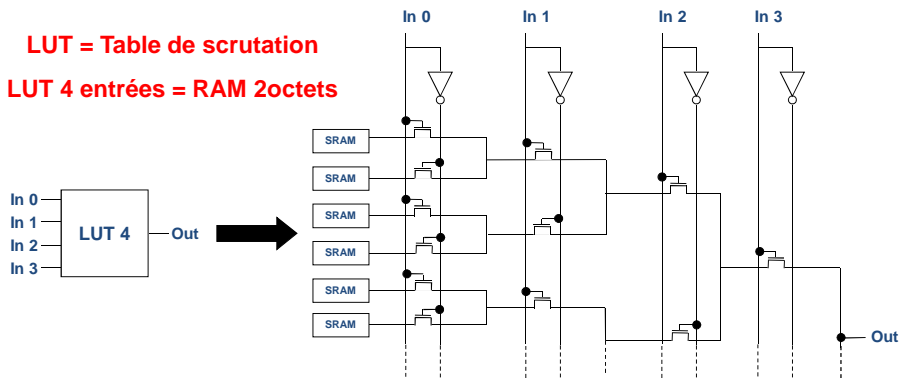 In 0
In 1
In 2
In 3
LUT = Table de scrutation
LUT 4 entrées = RAM 2octets
SRAM
SRAM
SRAM
SRAM
SRAM
SRAM
In 0
In 1
In 2
In 3
LUT 4
Out
Out